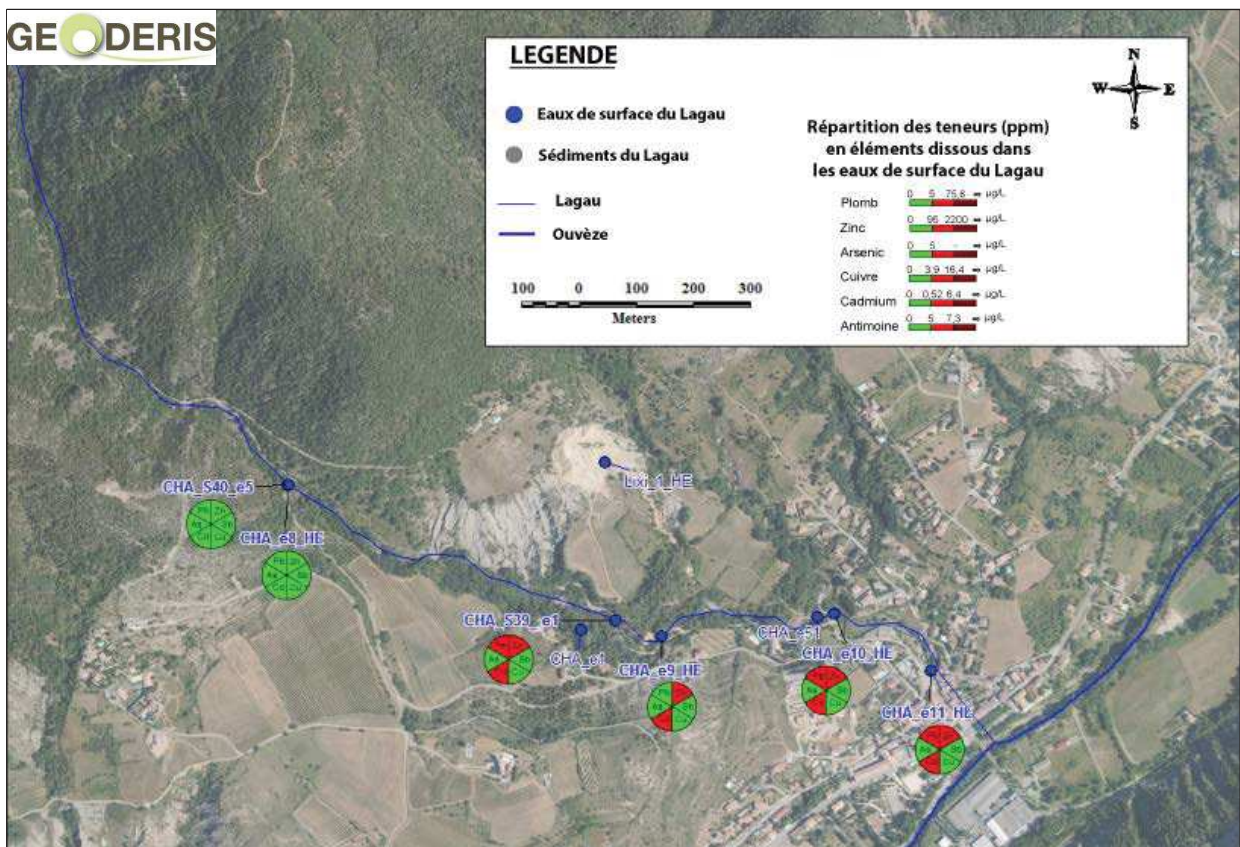 GEODERIS
LEGENDE
Eaux de surface du Lagau
Sédiments du Lagau
Lagau
Ouvèze
100 0 100 200 300
Meters
N
W E
S
Répartition des teneurs (ppm)
en éléments dissous dans
les eaux de surface du Lagau
Plomb 0 5 75,8 ∞ µg/L
Zinc 0 96 2200 ∞ µg/L
Arsenic 0 5 - ∞ µg/L
Cuivre 0 3,9 16,4 ∞ µg/L
Cadmium 0 0,52 6,4 ∞ µg/L
Antimoine 0 5 7,3 ∞ µg/L
Lixi_1_HE
CHA_S40_e5
CHA_e8_HE
CHA_S39_e1
CHA_e1
CHA_e9_HE
CHA_e51
CHA_e10_HE
CHA_e11_HE